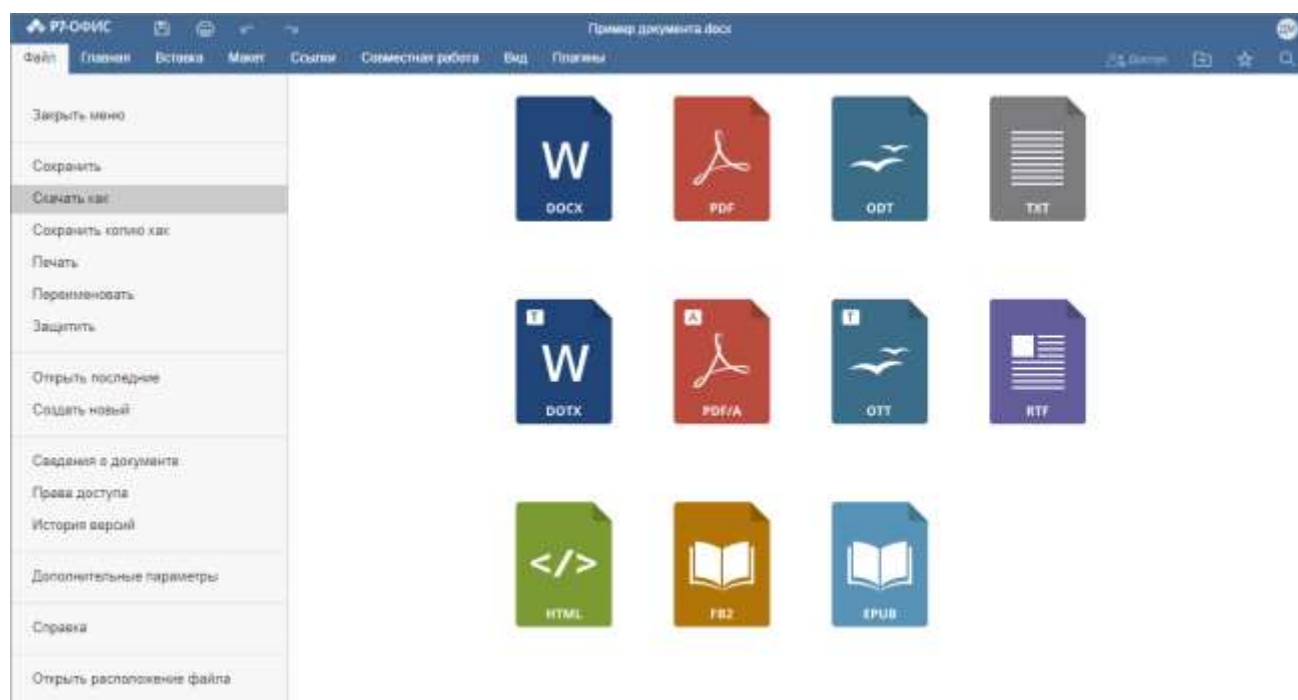 Р7-ОФИС
Пример документа.docx
Файл Главная Вставка Макет Ссылки Совместная работа Вид Плагины Доступ
Закрыть меню
Сохранить
Скачать как
Сохранить копию как
Печать
Переименовать
Защитить
Открыть последние
Создать новый
Сведения о документе
Права доступа
История версий
Дополнительные параметры
Справка
Открыть расположение файла
W W
DOCX PDF ODT TXT
T A T
DOTX PDF/A OTT RTF
</>
HTML FB2 EPUB